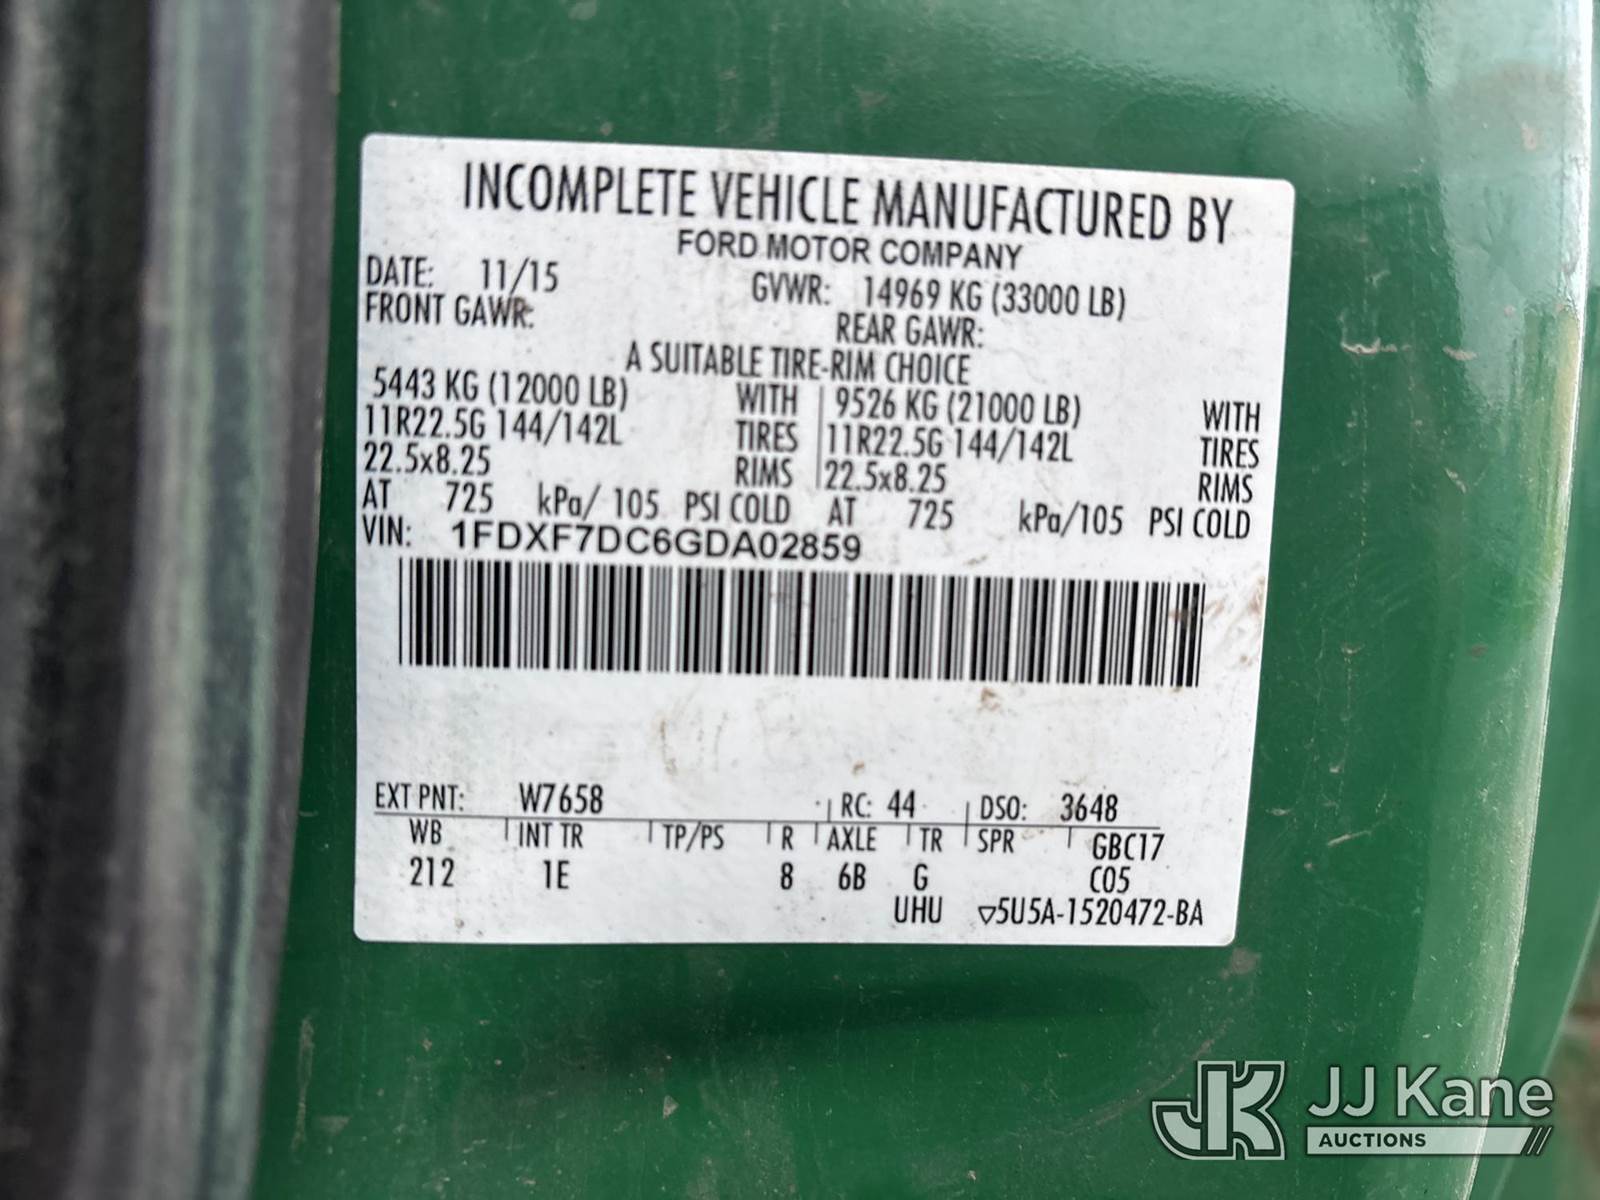 INCOMPLETE VEHICLE MANUFACTURED BY
FORD MOTOR COMPANY
DATE: 11/15 GVWR: 14969 KG (33000 LB)
FRONT GAWR: REAR GAWR:
A SUITABLE TIRE-RIM CHOICE
5443 KG (12000 LB) WITH 9526 KG (21000 LB) WITH
11R22.5G 144/142L TIRES 11R22.5G 144/142L TIRES
22.5x8.25 RIMS 22.5x8.25 RIMS
AT 725 kPa/ 105 PSI COLD AT 725 kPa/105 PSI COLD
VIN: 1FDXF7DC6GDA02859
EXT PNT: W7658 RC: 44 DSO: 3648
WB INT TR TP/PS R AXLE TR SPR GBC17
212 1E 8 6B G C05
UHU ▽5U5A-1520472-BA
JK JJ Kane
AUCTIONS